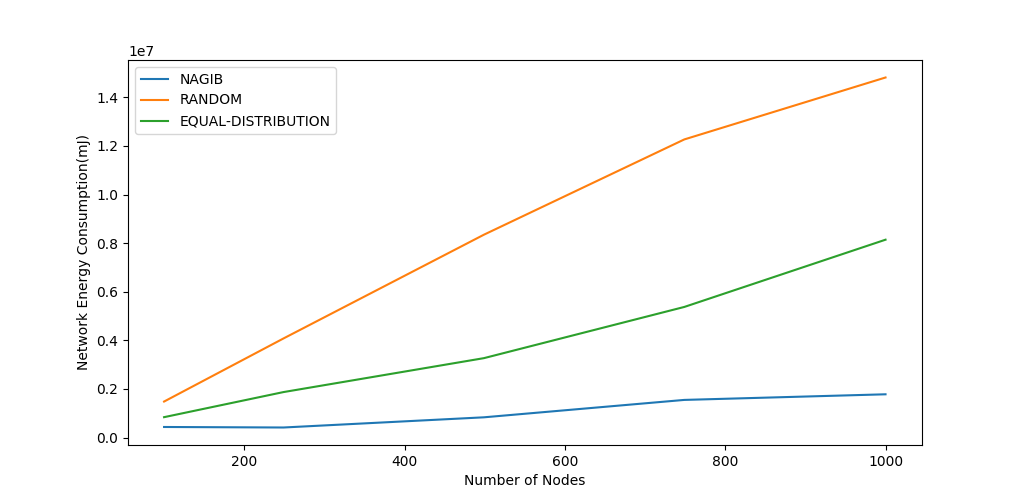 1e7
NAGIB
RANDOM
EQUAL-DISTRIBUTION
1.4
1.2
1.0
0.8
0.6
0.4
0.2
0.0
Network Energy Consumption(mJ)
200 400 600 800 1000
Number of Nodes